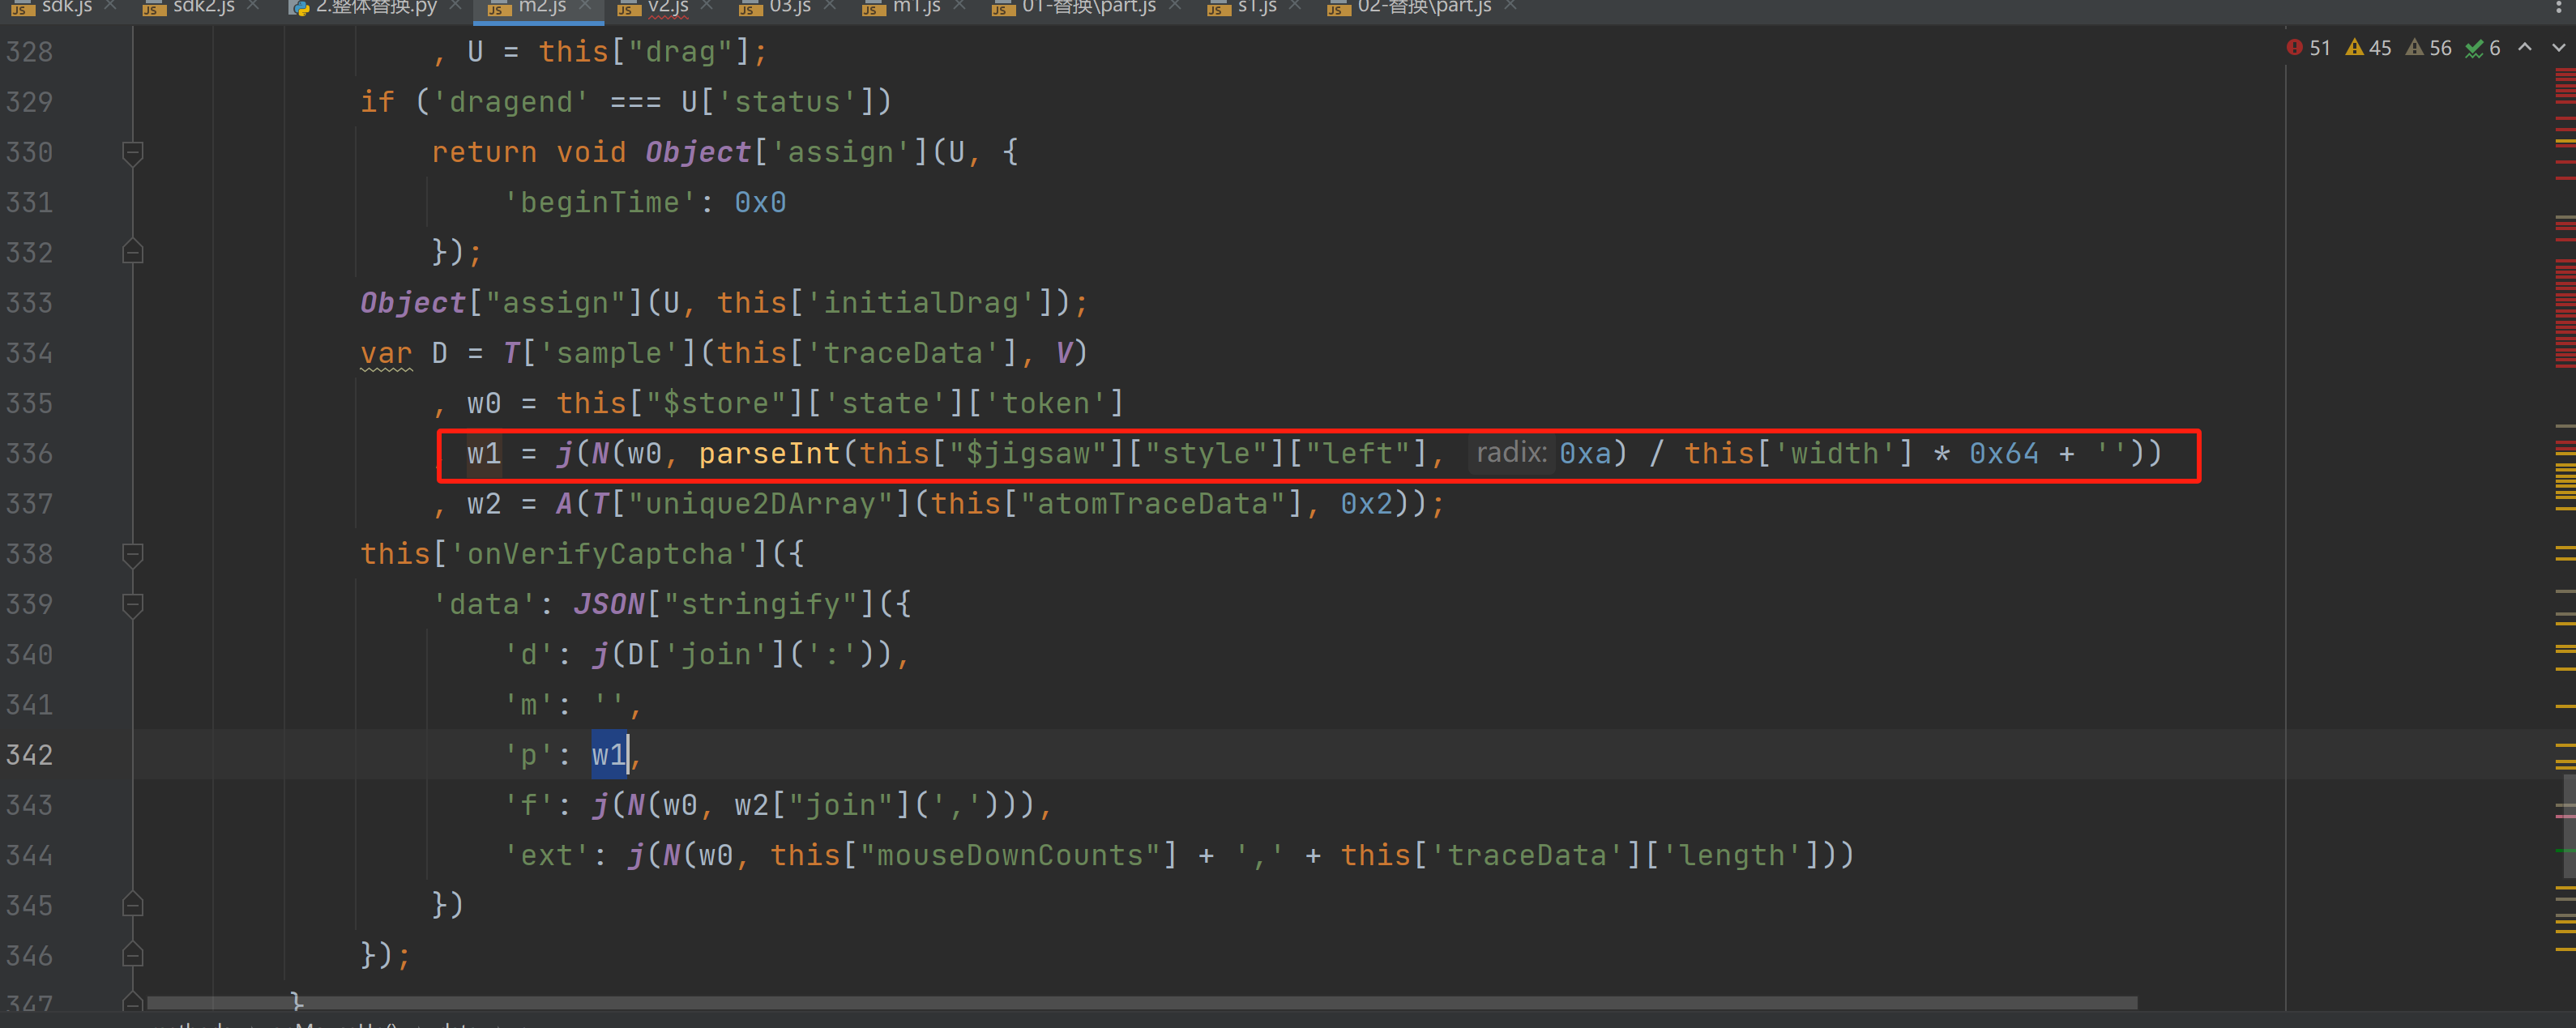 sdk.js sdk2.js 2.整体替换.py m2.js v2.js 03.js m1.js 01-替换\part.js s1.js 02-替换\part.js
51 45 56 6
328 , U = this["drag"];
329 if ('dragend' === U['status'])
330 return void Object['assign'](U, {
331 'beginTime': 0x0
332 });
333 Object["assign"](U, this['initialDrag']);
334 var D = T['sample'](this['traceData'], V)
335 , w0 = this["$store"]['state']['token']
336 w1 = j(N(w0, parseInt(this["$jigsaw"]["style"]["left"], radix: 0xa) / this['width'] * 0x64 + ''))
337 , w2 = A(T["unique2DArray"](this["atomTraceData"], 0x2));
338 this['onVerifyCaptcha']({
339 'data': JSON["stringify"]({
340 'd': j(D['join'](':')),
341 'm': '',
342 'p': w1,
343 'f': j(N(w0, w2["join"](','))),
344 'ext': j(N(w0, this["mouseDownCounts"] + ',' + this['traceData']['length']))
345 })
346 });
347 }